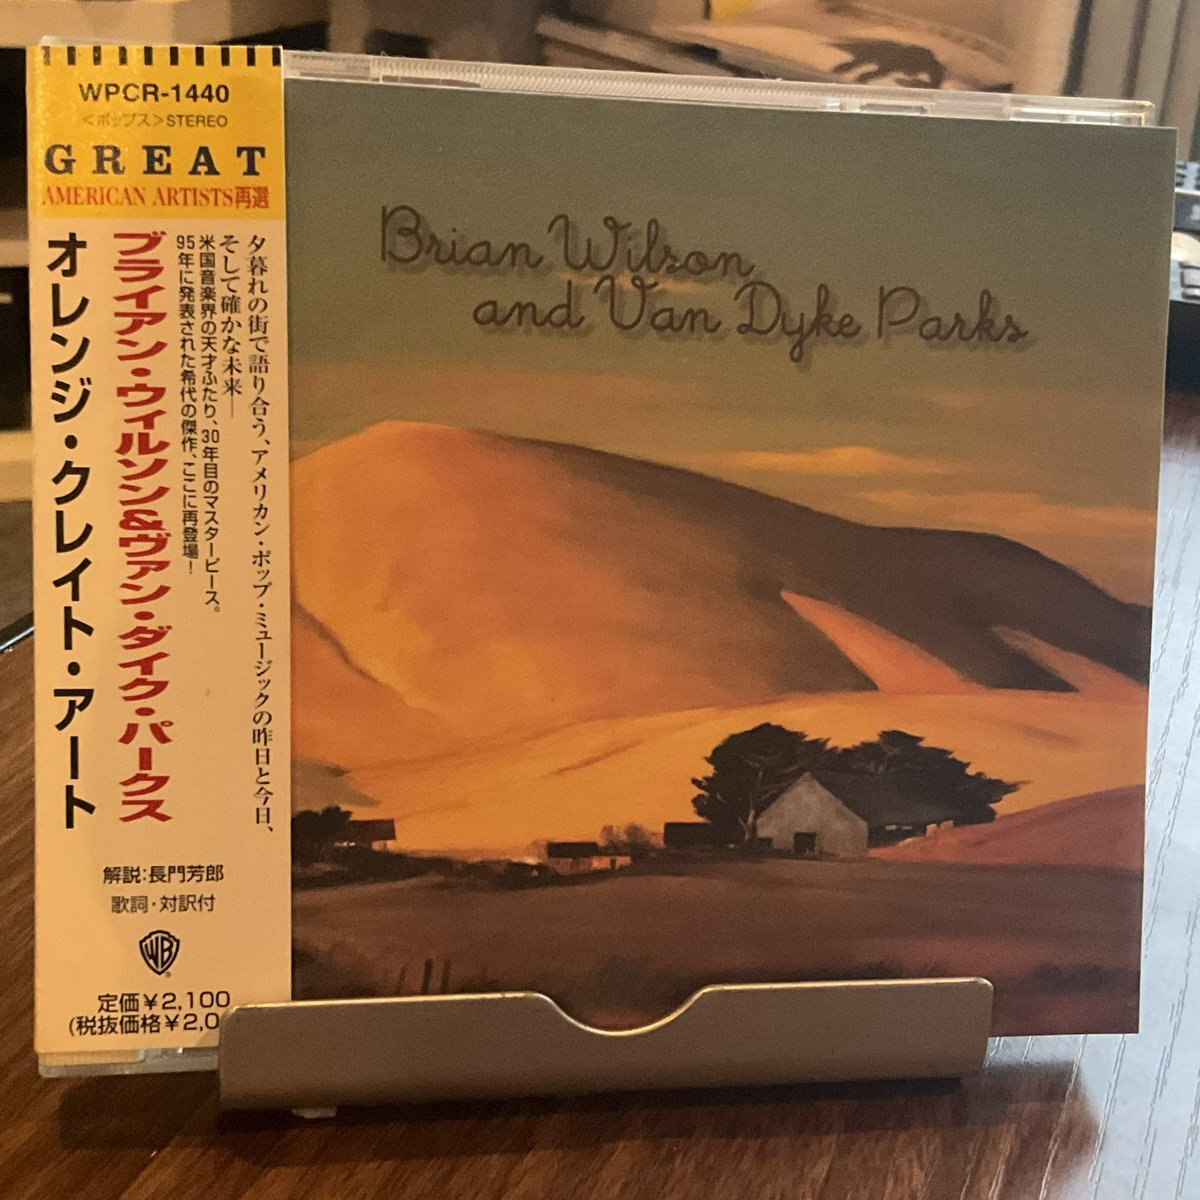 WPCR-1440
<ポップス>STEREO
GREAT
AMERICAN ARTISTS再選
夕暮れの街で語り合う、アメリカン・ポップ・ミュージックの昨日と今日、
そして確かな未来—
米国音楽界の天才ふたり、30年目のマスターピース。
95年に発表された希代の傑作、ここに再登場!
ブライアン・ウィルソン&ヴァン・ダイク・パークス
オレンジ・クレイト・アート
解説:長門芳郎
歌詞・対訳付
WB
定価¥2,100
(税抜価格¥2,0
Brian Wilson
and Van Dyke Parks